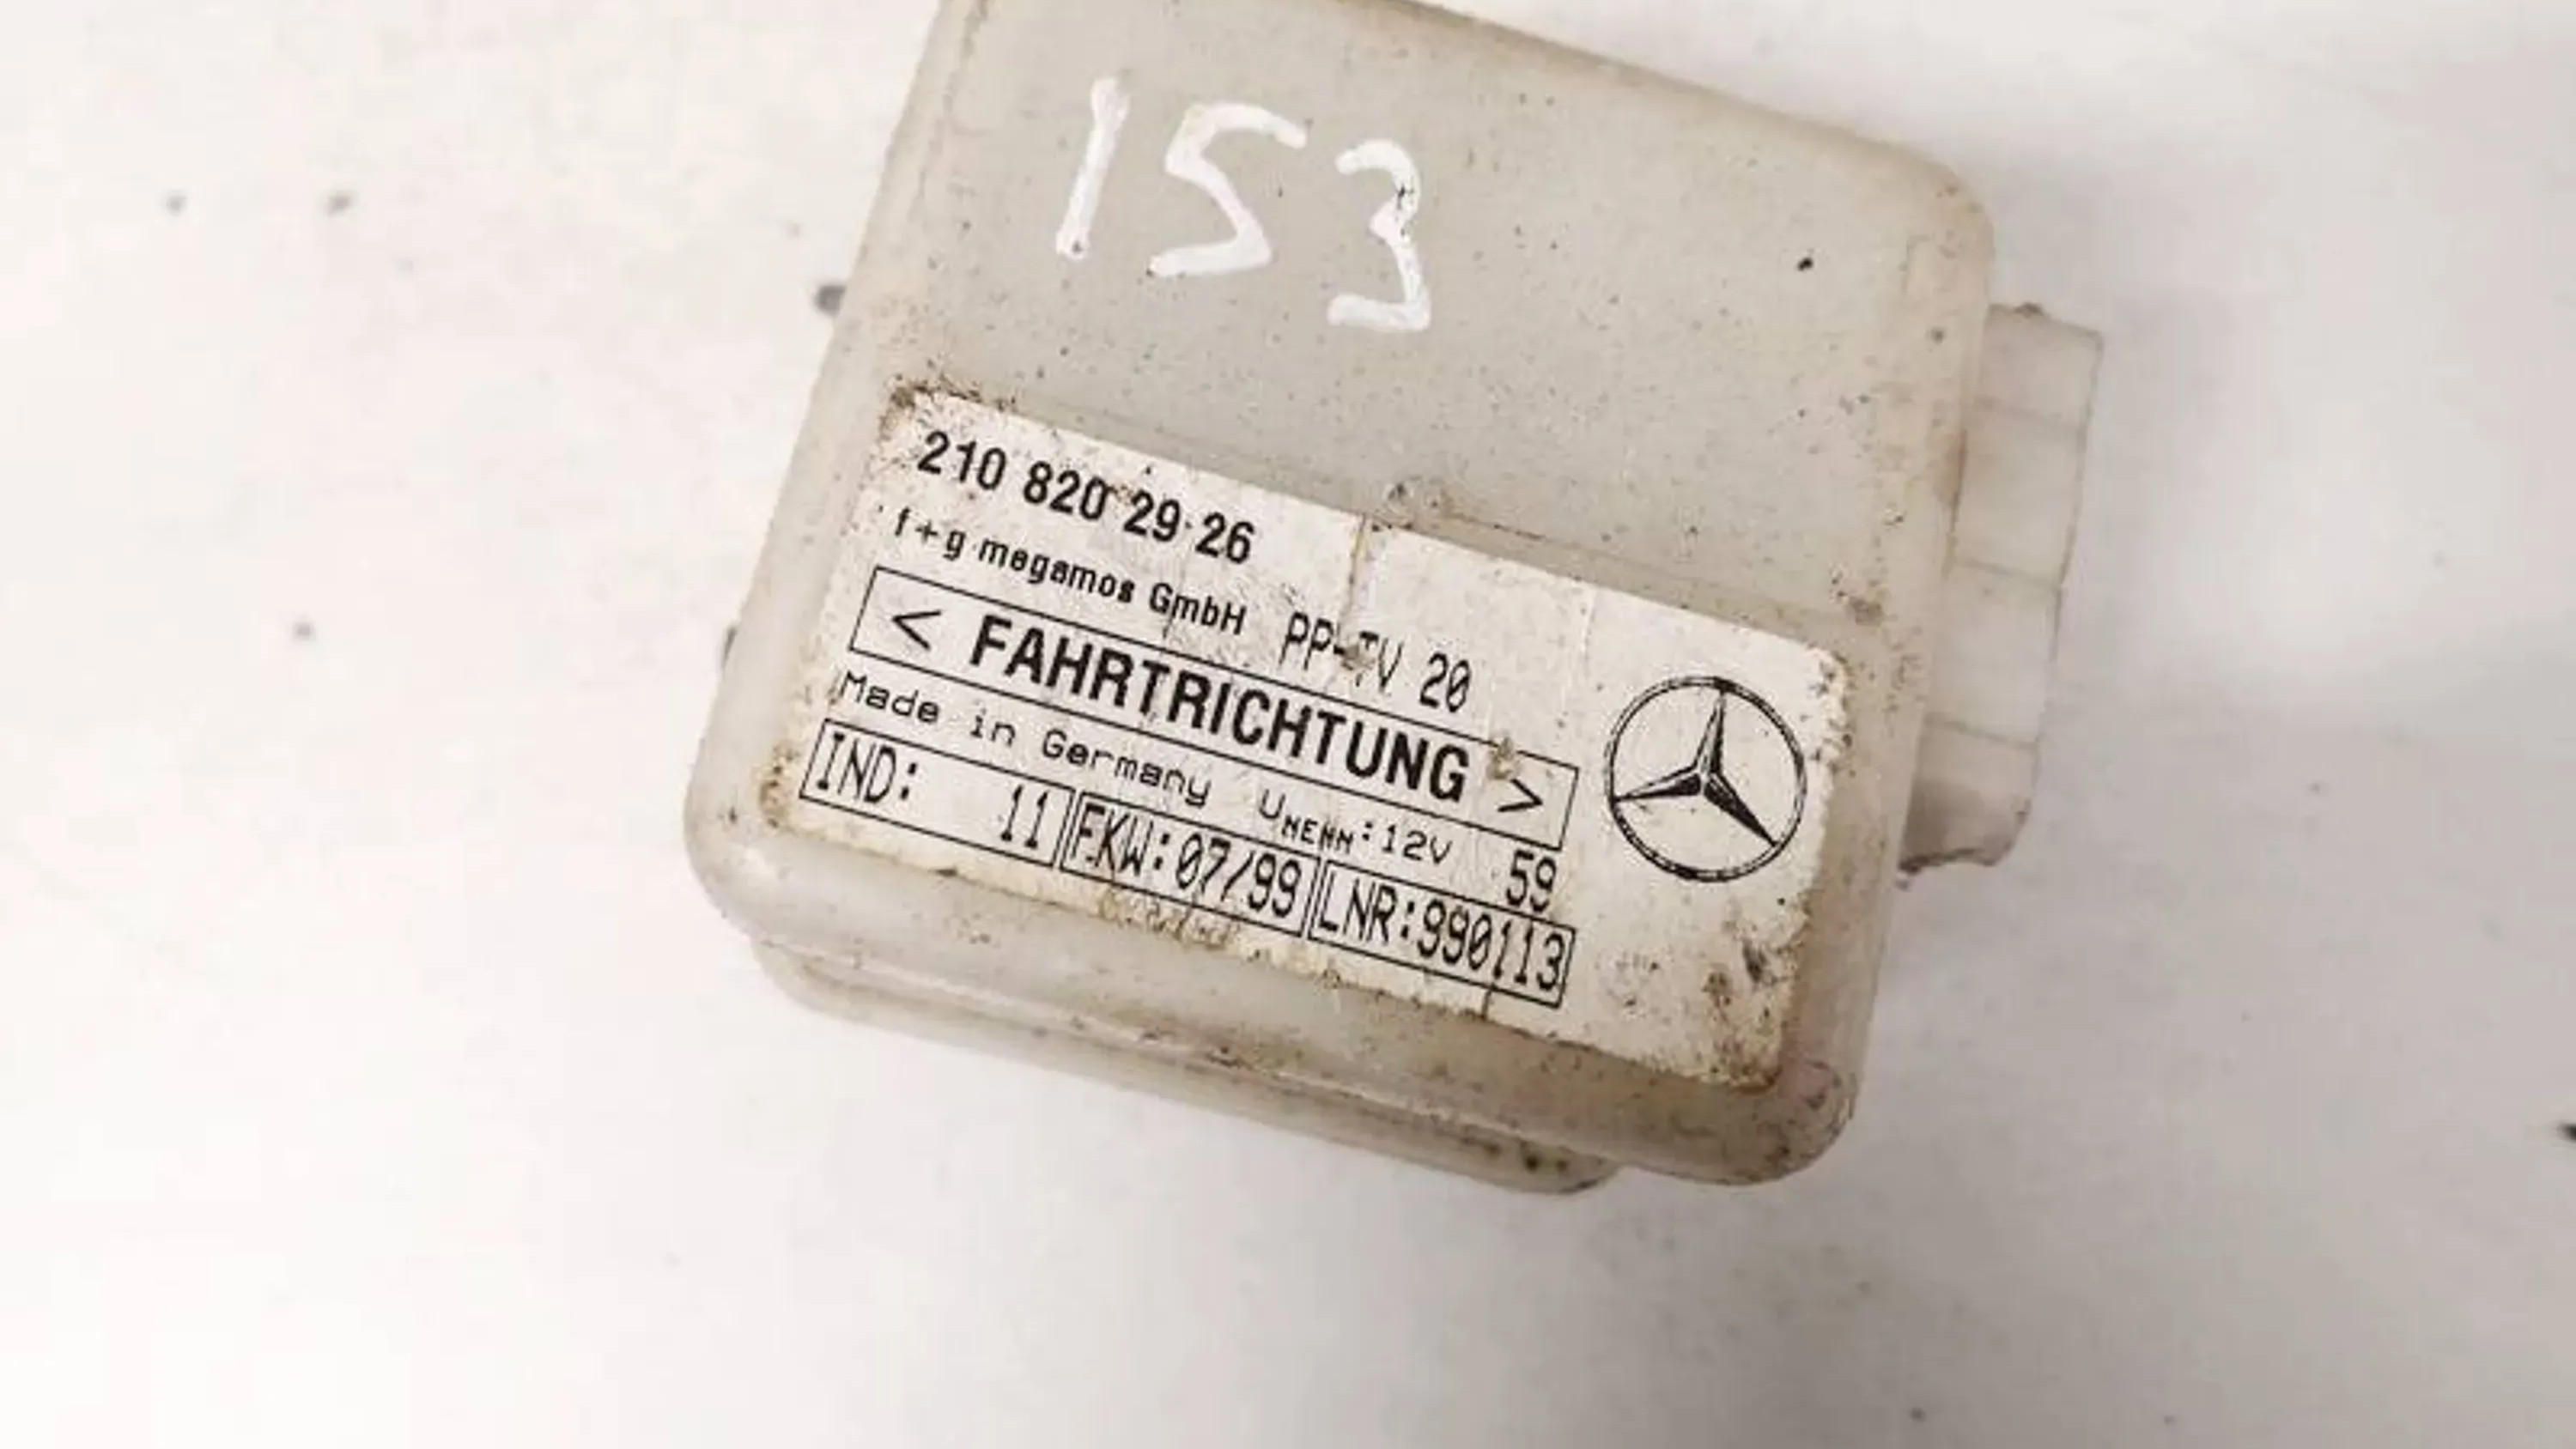 153
210 820 29 26
f+g megamos GmbH PP-TV 20
< FAHRTRICHTUNG >
Made in Germany UNENN:12V 59
IND: 11 FKW:07/99 LNR:990113